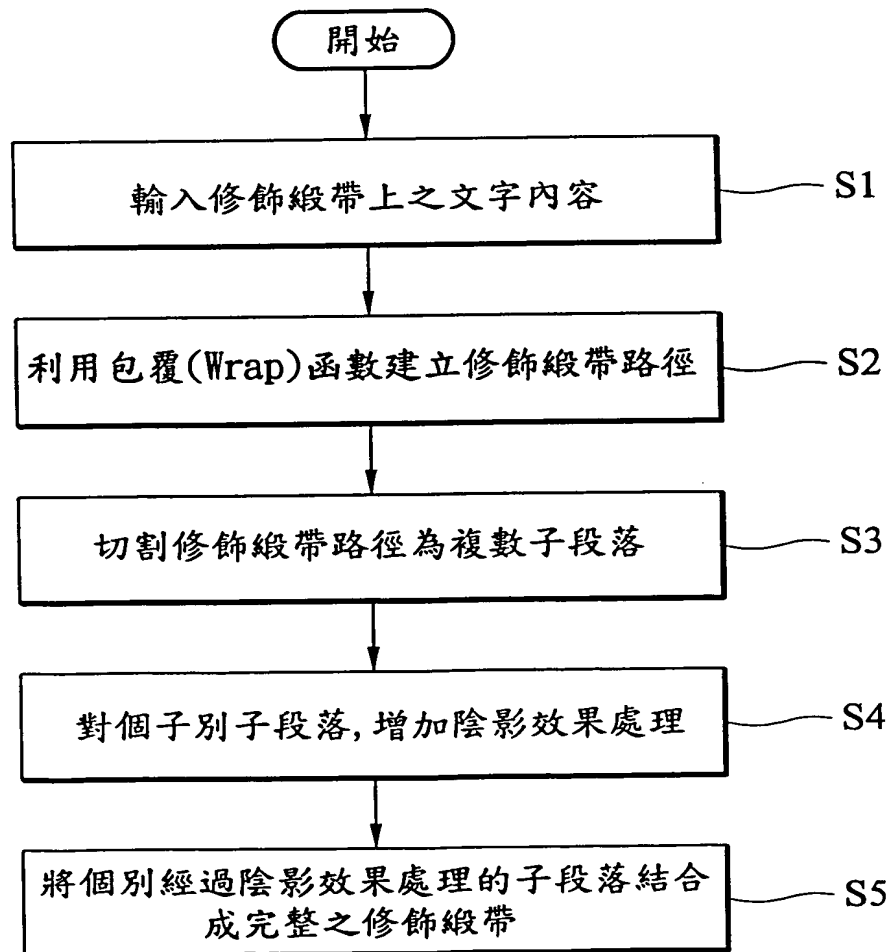 開始
輸入修飾緞帶上之文字內容
S1
利用包覆(Wrap)函數建立修飾緞帶路徑
S2
切割修飾緞帶路徑為複數子段落
S3
對個子別子段落,增加陰影效果處理
S4
將個別經過陰影效果處理的子段落結合
成完整之修飾緞帶
S5